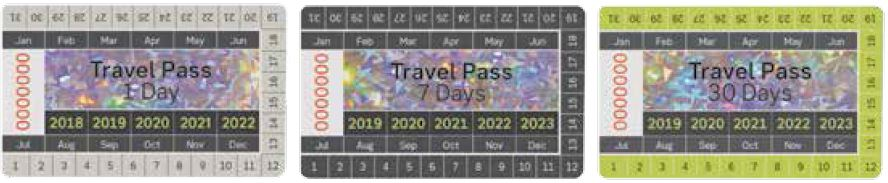 31 30 29 28 27 26 25 24 23 22 21 20 19
Jan Feb Mar Apr May Jun 18
0000000
Travel Pass
1 Day
17
16
15
2018 2019 2020 2021 2022 14
Jul Aug Sep Oct Nov Dec 13
1 2 3 4 5 6 7 8 9 10 11 12
31 30 29 28 27 26 25 24 23 22 21 20 19
Jan Feb Mar Apr May Jun 18
0000000
Travel Pass
7 Days
17
16
15
2019 2020 2021 2022 2023 14
Jul Aug Sep Oct Nov Dec 13
1 2 3 4 5 6 7 8 9 10 11 12
31 30 29 28 27 26 25 24 23 22 21 20 19
Jan Feb Mar Apr May Jun 18
0000000
Travel Pass
30 Days
17
16
15
2019 2020 2021 2022 2023 14
Jul Aug Sep Oct Nov Dec 13
1 2 3 4 5 6 7 8 9 10 11 12